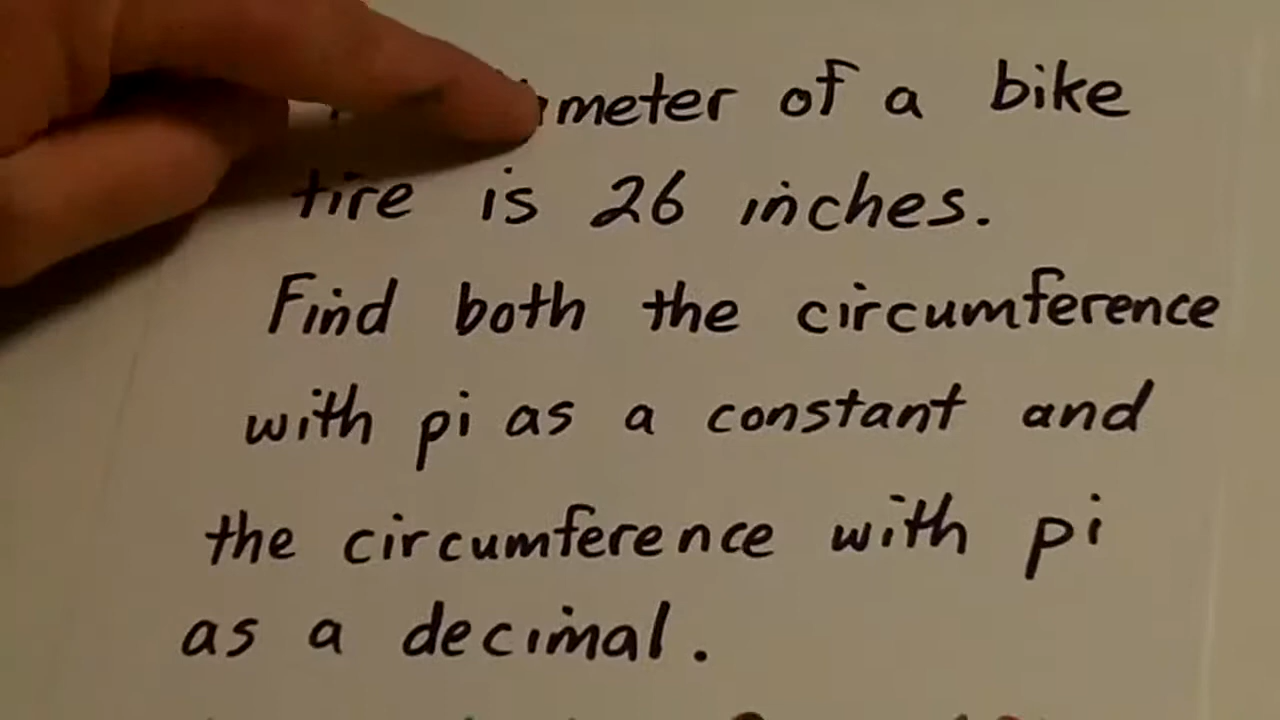 of a bike
tire is 26 inches.
Find both the circumference
with pi as a constant and
the circumference with pi
as a decimal.